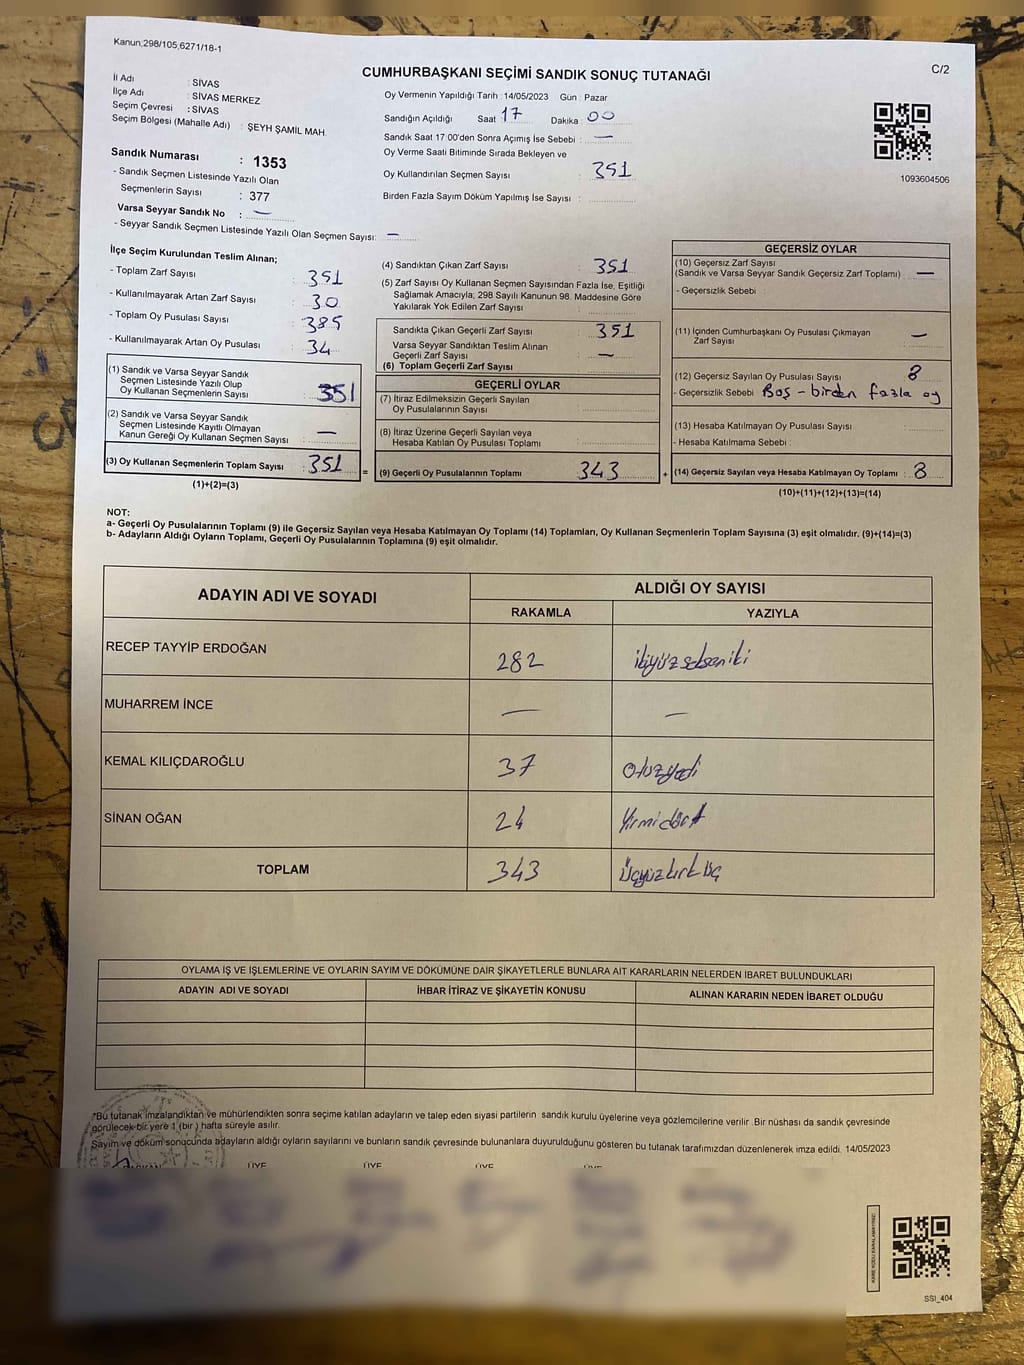 Kanun;298/105;6271/18-1
CUMHURBAŞKANI SEÇİMİ SANDIK SONUÇ TUTANAĞI
C/2
İl Adı : SİVAS
İlçe Adı : SİVAS MERKEZ
Seçim Çevresi : SİVAS
Seçim Bölgesi (Mahalle Adı) : ŞEYH ŞAMİL MAH.
Sandık Numarası : 1353
- Sandık Seçmen Listesinde Yazılı Olan
Seçmenlerin Sayısı : 377
Varsa Seyyar Sandık No : —
- Seyyar Sandık Seçmen Listesinde Yazılı Olan Seçmen Sayısı: —
Oy Vermenin Yapıldığı Tarih : 14/05/2023 Gün : Pazar
Sandığın Açıldığı Saat 17 Dakika : 00
Sandık Saat 17:00'den Sonra Açımış İse Sebebi : —
Oy Verme Saati Bitiminde Sırada Bekleyen ve
Oy Kullandırılan Seçmen Sayısı : 351
Birden Fazla Sayım Döküm Yapılmış İse Sayısı :
1093604506
İlçe Seçim Kurulundan Teslim Alınan;
- Toplam Zarf Sayısı : 351
- Kullanılmayarak Artan Zarf Sayısı : 30
- Toplam Oy Pusulası Sayısı : 385
- Kullanılmayarak Artan Oy Pusulası : 34
(1) Sandık ve Varsa Seyyar Sandık
Seçmen Listesinde Yazılı Olup
Oy Kullanan Seçmenlerin Sayısı : 351
(2) Sandık ve Varsa Seyyar Sandık
Seçmen Listesinde Kayıtlı Olmayan
Kanun Gereği Oy Kullanan Seçmen Sayısı : —
(3) Oy Kullanan Seçmenlerin Toplam Sayısı : 351 =
(1)+(2)=(3)
(4) Sandıktan Çıkan Zarf Sayısı : 351
(5) Zarf Sayısı Oy Kullanan Seçmen Sayısından Fazla İse, Eşitliği
Sağlamak Amacıyla; 298 Sayılı Kanunun 98. Maddesine Göre
Yakılarak Yok Edilen Zarf Sayısı :
Sandıkta Çıkan Geçerli Zarf Sayısı : 351
Varsa Seyyar Sandıktan Teslim Alınan
Geçerli Zarf Sayısı : —
(6) Toplam Geçerli Zarf Sayısı :
GEÇERLİ OYLAR
(7) İtiraz Edilmeksizin Geçerli Sayılan
Oy Pusulalarının Sayısı :
(8) İtiraz Üzerine Geçerli Sayılan veya
Hesaba Katılan Oy Pusulası Toplamı :
(9) Geçerli Oy Pusulalarının Toplamı : 343 +
GEÇERSİZ OYLAR
(10) Geçersiz Zarf Sayısı
(Sandık ve Varsa Seyyar Sandık Geçersiz Zarf Toplamı) : —
- Geçersizlik Sebebi :
(11) İçinden Cumhurbaşkanı Oy Pusulası Çıkmayan
Zarf Sayısı : —
(12) Geçersiz Sayılan Oy Pusulası Sayısı : 8
- Geçersizlik Sebebi Boş - birden fazla oy
(13) Hesaba Katılmayan Oy Pusulası Sayısı :
- Hesaba Katılmama Sebebi :
(14) Geçersiz Sayılan veya Hesaba Katılmayan Oy Toplamı : 8
(10)+(11)+(12)+(13)=(14)
NOT:
a- Geçerli Oy Pusulalarının Toplamı (9) ile Geçersiz Sayılan veya Hesaba Katılmayan Oy Toplamı (14) Toplamları, Oy Kullanan Seçmenlerin Toplam Sayısına (3) eşit olmalıdır. (9)+(14)=(3)
b- Adayların Aldığı Oyların Toplamı, Geçerli Oy Pusulalarının Toplamına (9) eşit olmalıdır.
ADAYIN ADI VE SOYADI ALDIĞI OY SAYISI
RAKAMLA YAZIYLA
RECEP TAYYİP ERDOĞAN 282 ikiyüzseksen iki
MUHARREM İNCE — —
KEMAL KILIÇDAROĞLU 37 Otuzyedi
SİNAN OĞAN 24 Yirmidört
TOPLAM 343 Üçyüzkırk üç
OYLAMA İŞ VE İŞLEMLERİNE VE OYLARIN SAYIM VE DÖKÜMÜNE DAİR ŞİKAYETLERLE BUNLARA AİT KARARLARIN NELERDEN İBARET BULUNDUKLARI
ADAYIN ADI VE SOYADI İHBAR İTİRAZ VE ŞİKAYETİN KONUSU ALINAN KARARIN NEDEN İBARET OLDUĞU
*Bu tutanak imzalandıktan ve mühürlendikten sonra seçime katılan adayların ve talep eden siyasi partilerin sandık kurulu üyelerine veya gözlemcilerine verilir. Bir nüshası da sandık çevresinde
görülecek bir yere 1 (bir) hafta süreyle asılır.
Sayım ve döküm sonucunda adayların aldığı oyların sayılarını ve bunların sandık çevresinde bulunanlara duyurulduğunu gösteren bu tutanak tarafımızdan düzenlenerek imza edildi. 14/05/2023
BAŞKAN ÜYE ÜYE ÜYE ÜYE
KARE KODU KARALAMAYINIZ!
SSI_404